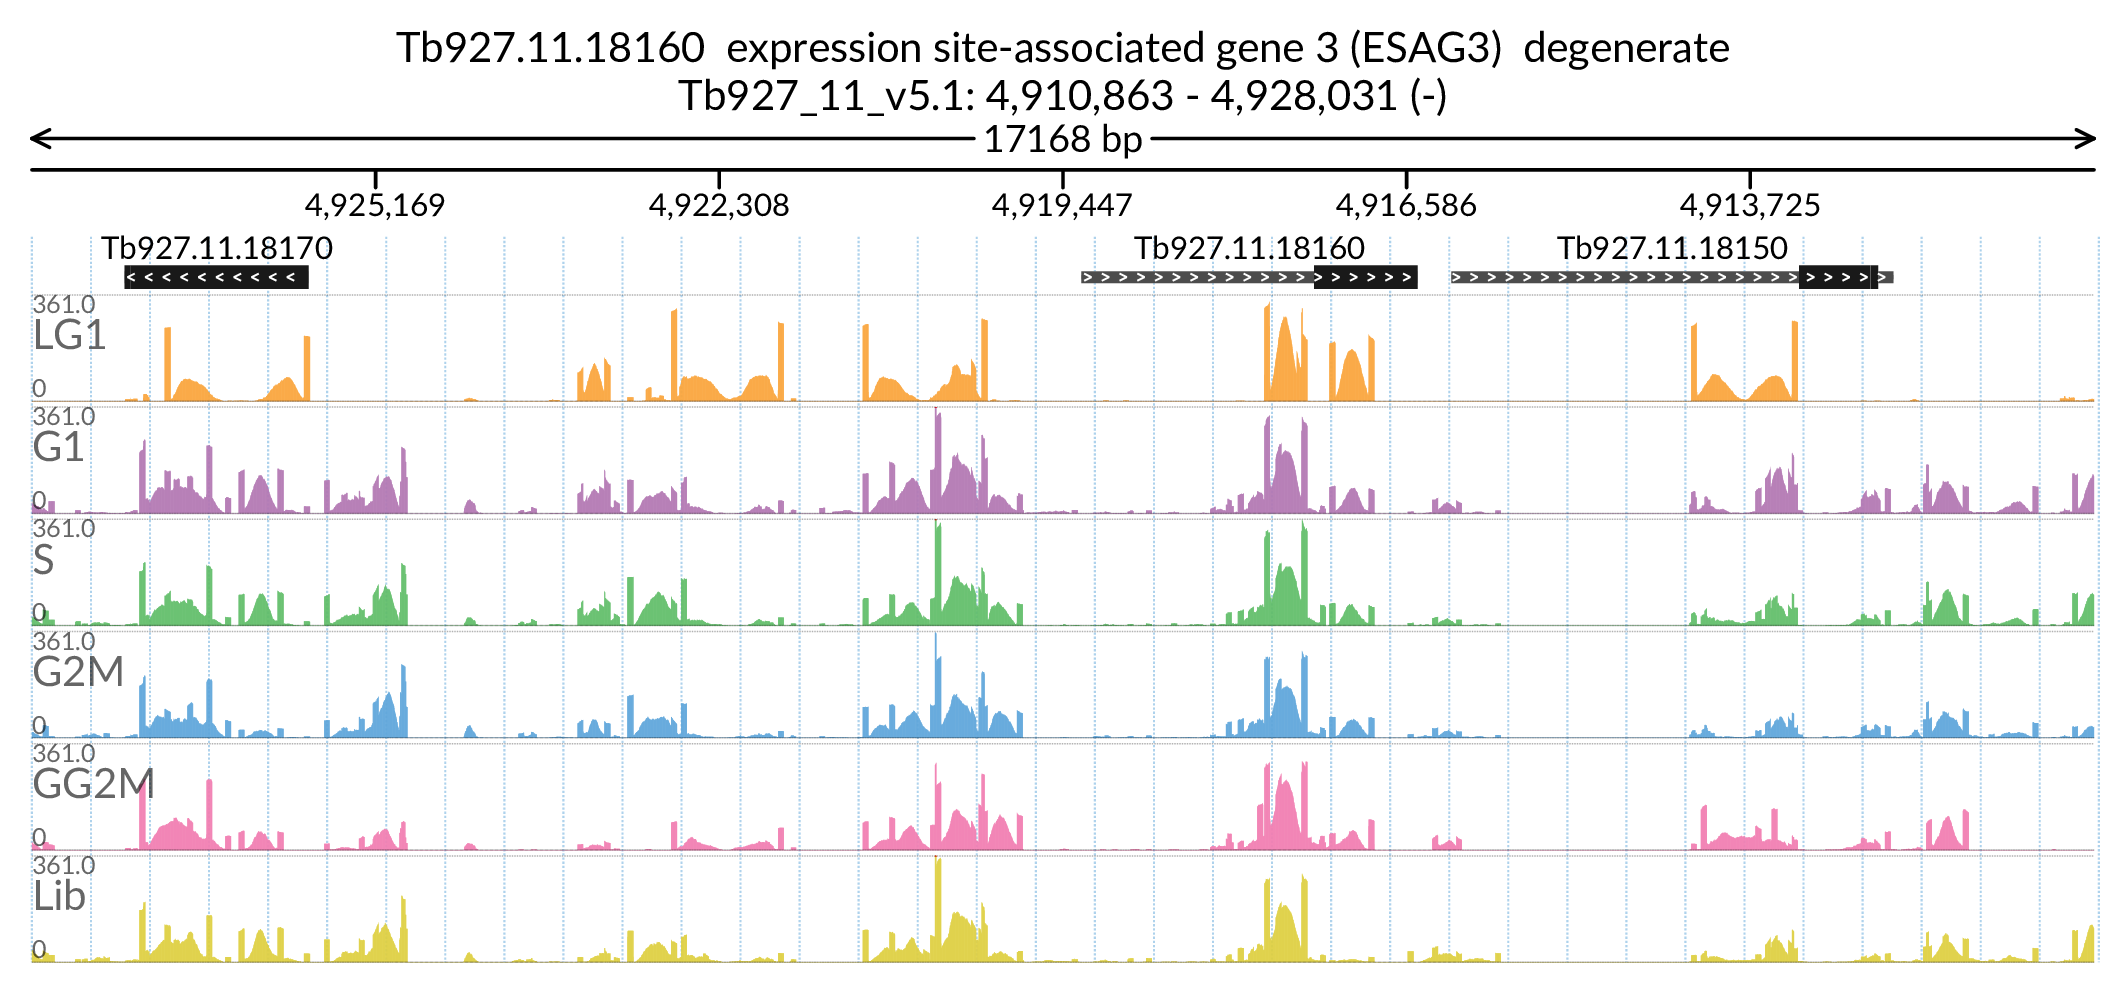 Tb927.11.18160  expression site-associated gene 3 (ESAG3)  degenerate
Tb927_11_v5.1: 4,910,863 - 4,928,031 (-)
17168 bp
4,925,169 4,922,308 4,919,447 4,916,586 4,913,725
Tb927.11.18170 Tb927.11.18160 Tb927.11.18150
361.0
LG1
0
361.0
G1
0
361.0
S
0
361.0
G2M
0
361.0
GG2M
0
361.0
Lib
0